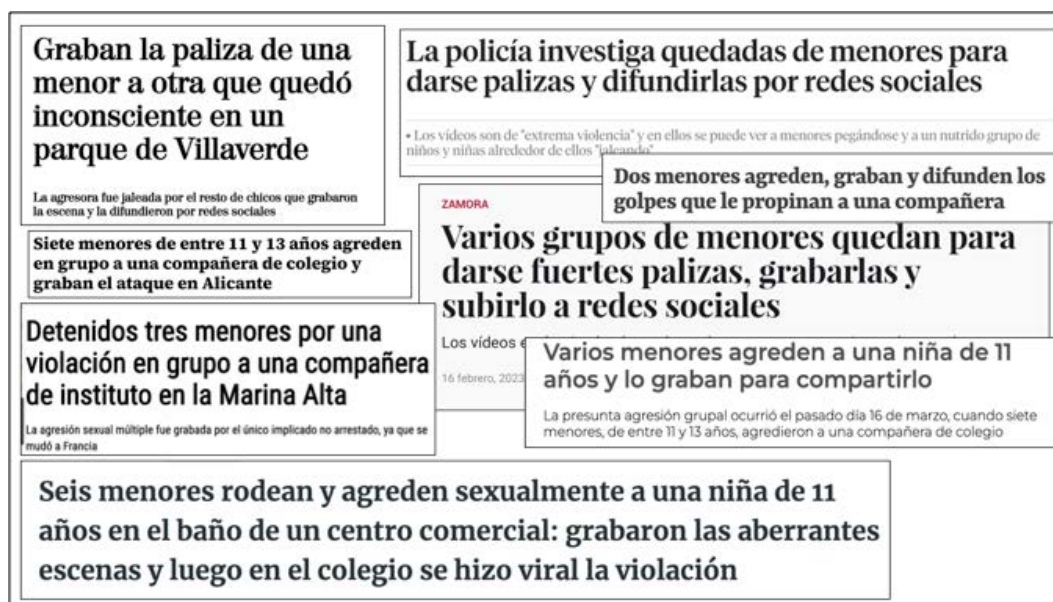 Graban la paliza de una
menor a otra que quedó
inconsciente en un
parque de Villaverde
La agresora fue jaleada por el resto de chicos que grabaron
la escena y la difundieron por redes sociales
La policía investiga quedadas de menores para
darse palizas y difundirlas por redes sociales
• Los vídeos son de "extrema violencia" y en ellos se puede ver a menores pegándose y a un nutrido grupo de
niños y niñas alrededor de ellos "jaleando"
Dos menores agreden, graban y difunden los
golpes que le propinan a una compañera
Siete menores de entre 11 y 13 años agreden
en grupo a una compañera de colegio y
graban el ataque en Alicante
ZAMORA
Varios grupos de menores quedan para
darse fuertes palizas, grabarlas y
subirlo a redes sociales
Los vídeos
16 febrero, 2023
Detenidos tres menores por una
violación en grupo a una compañera
de instituto en la Marina Alta
La agresión sexual múltiple fue grabada por el único implicado no arrestado, ya que se
mudó a Francia
Varios menores agreden a una niña de 11
años y lo graban para compartirlo
La presunta agresión grupal ocurrió el pasado día 16 de marzo, cuando siete
menores, de entre 11 y 13 años, agredieron a una compañera de colegio
Seis menores rodean y agreden sexualmente a una niña de 11
años en el baño de un centro comercial: grabaron las aberrantes
escenas y luego en el colegio se hizo viral la violación